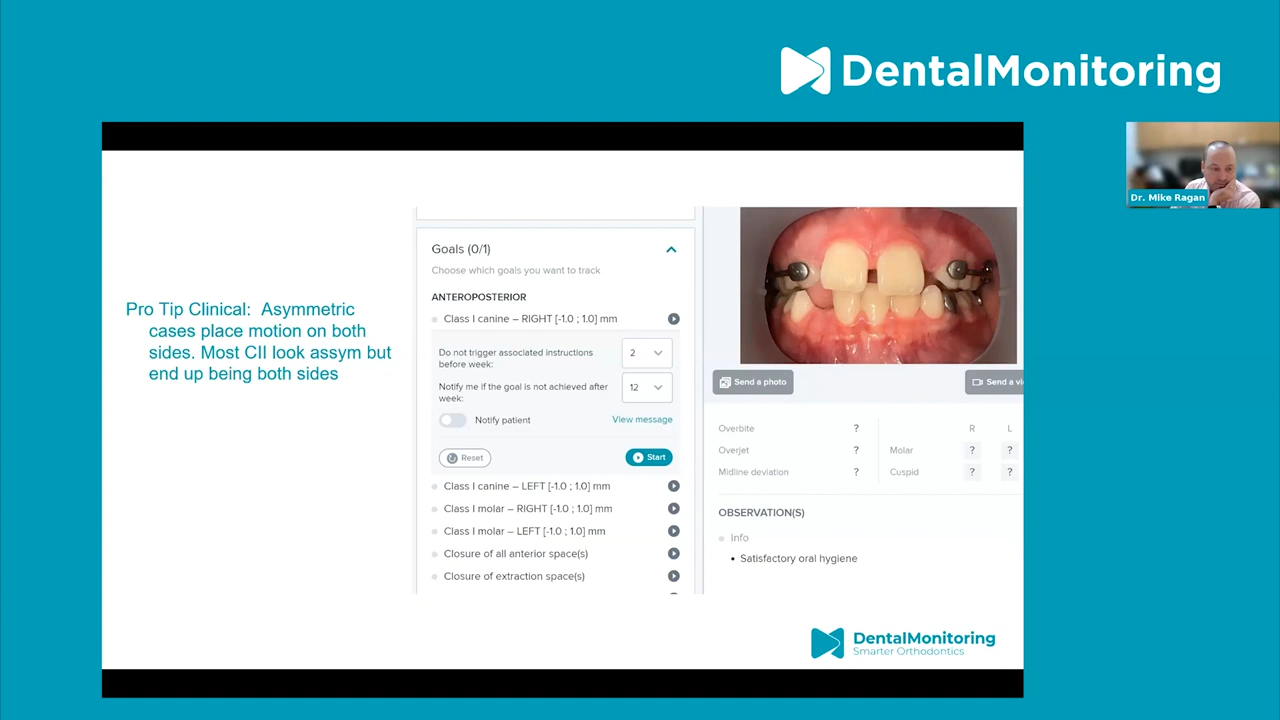 DentalMonitoring
Dr. Mike Ragan
Pro Tip Clinical: Asymmetric
cases place motion on both
sides. Most CII look assym but
end up being both sides
Goals (0/1)
Choose which goals you want to track
ANTEROPOSTERIOR
Class I canine – RIGHT [-1.0 ; 1.0] mm
Do not trigger associated instructions
before week:
2
Notify me if the goal is not achieved after
week:
12
Notify patient
View message
Reset
Start
Class I canine – LEFT [-1.0 ; 1.0] mm
Class I molar – RIGHT [-1.0 ; 1.0] mm
Class I molar – LEFT [-1.0 ; 1.0] mm
Closure of all anterior space(s)
Closure of extraction space(s)
Send a photo
Send a vi
Overbite ?
Overjet ?
Midline deviation ?
R L
Molar ? ?
Cuspid ? ?
OBSERVATION(S)
Info
• Satisfactory oral hygiene
DentalMonitoring
Smarter Orthodontics